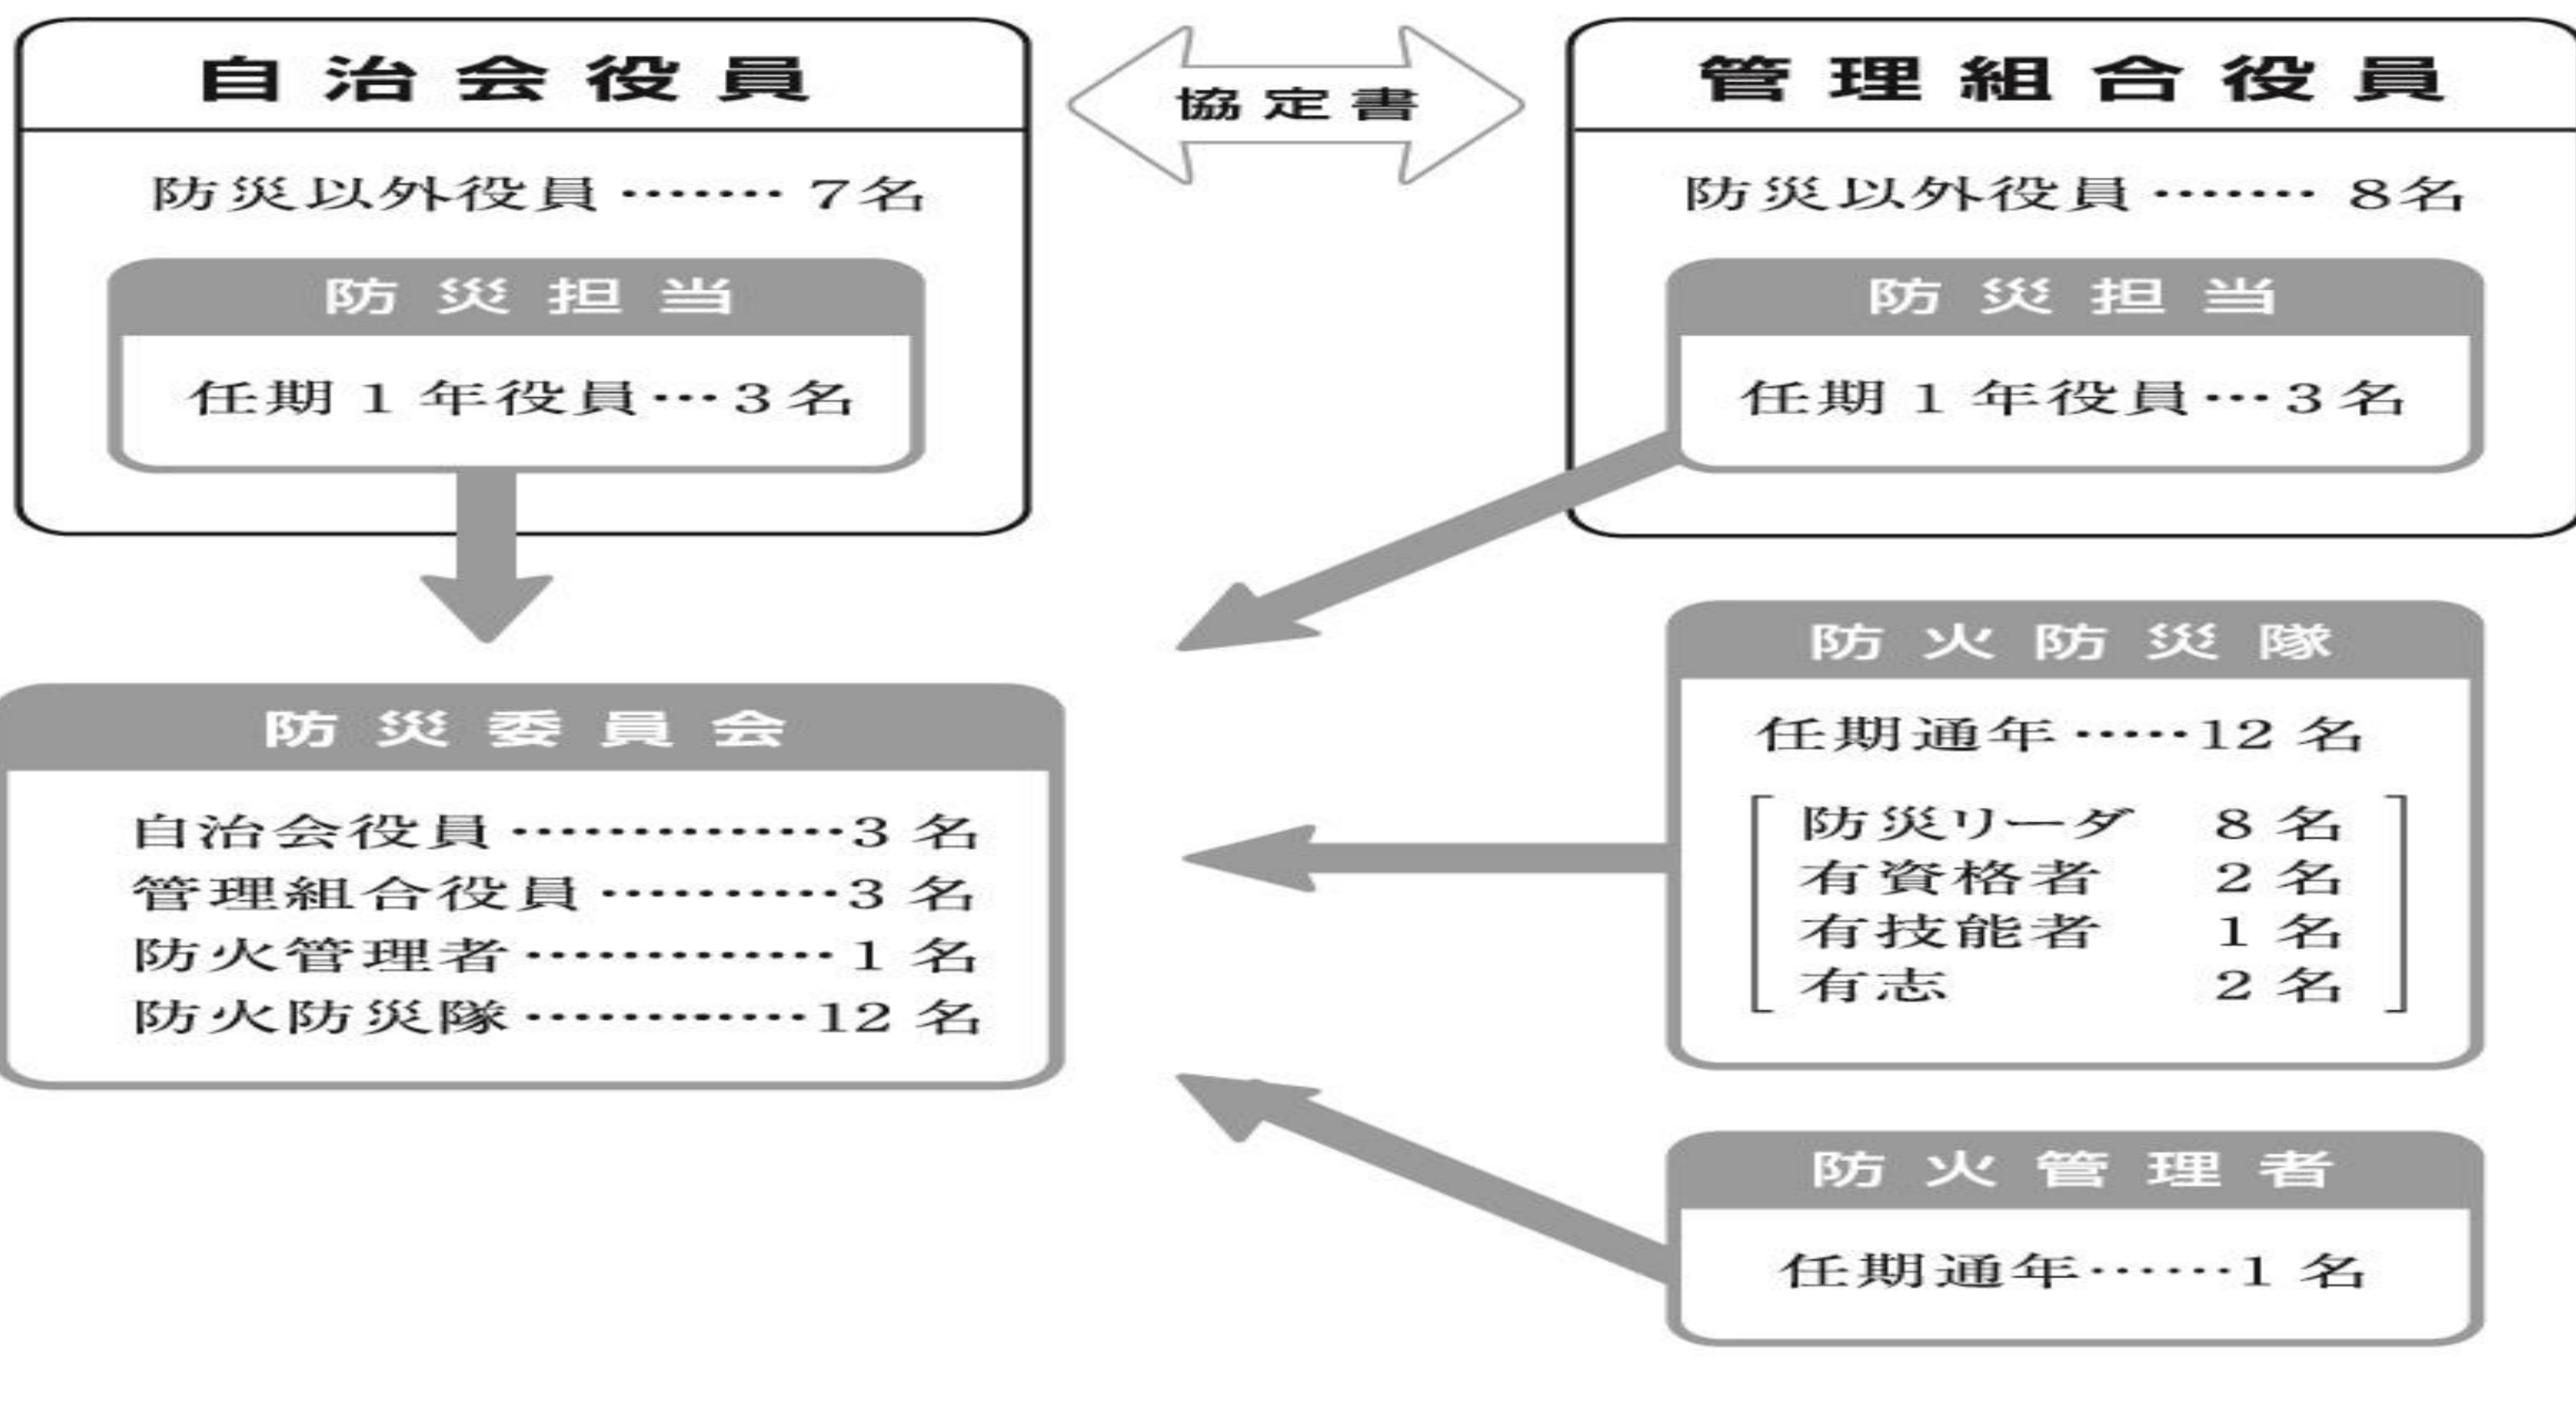 自治会役員
防災以外役員……… 7名
防災担当
任期1年役員…3名
協定書
管理組合役員
防災以外役員……… 8名
防災担当
任期1年役員…3名
防災委員会
自治会役員……………3名
管理組合役員…………3名
防火管理者……………1名
防火防災隊……………12名
防火防災隊
任期通年……12名
防災リーダ 8名
有資格者 2名
有技能者 1名
有志 2名
防火管理者
任期通年……1名